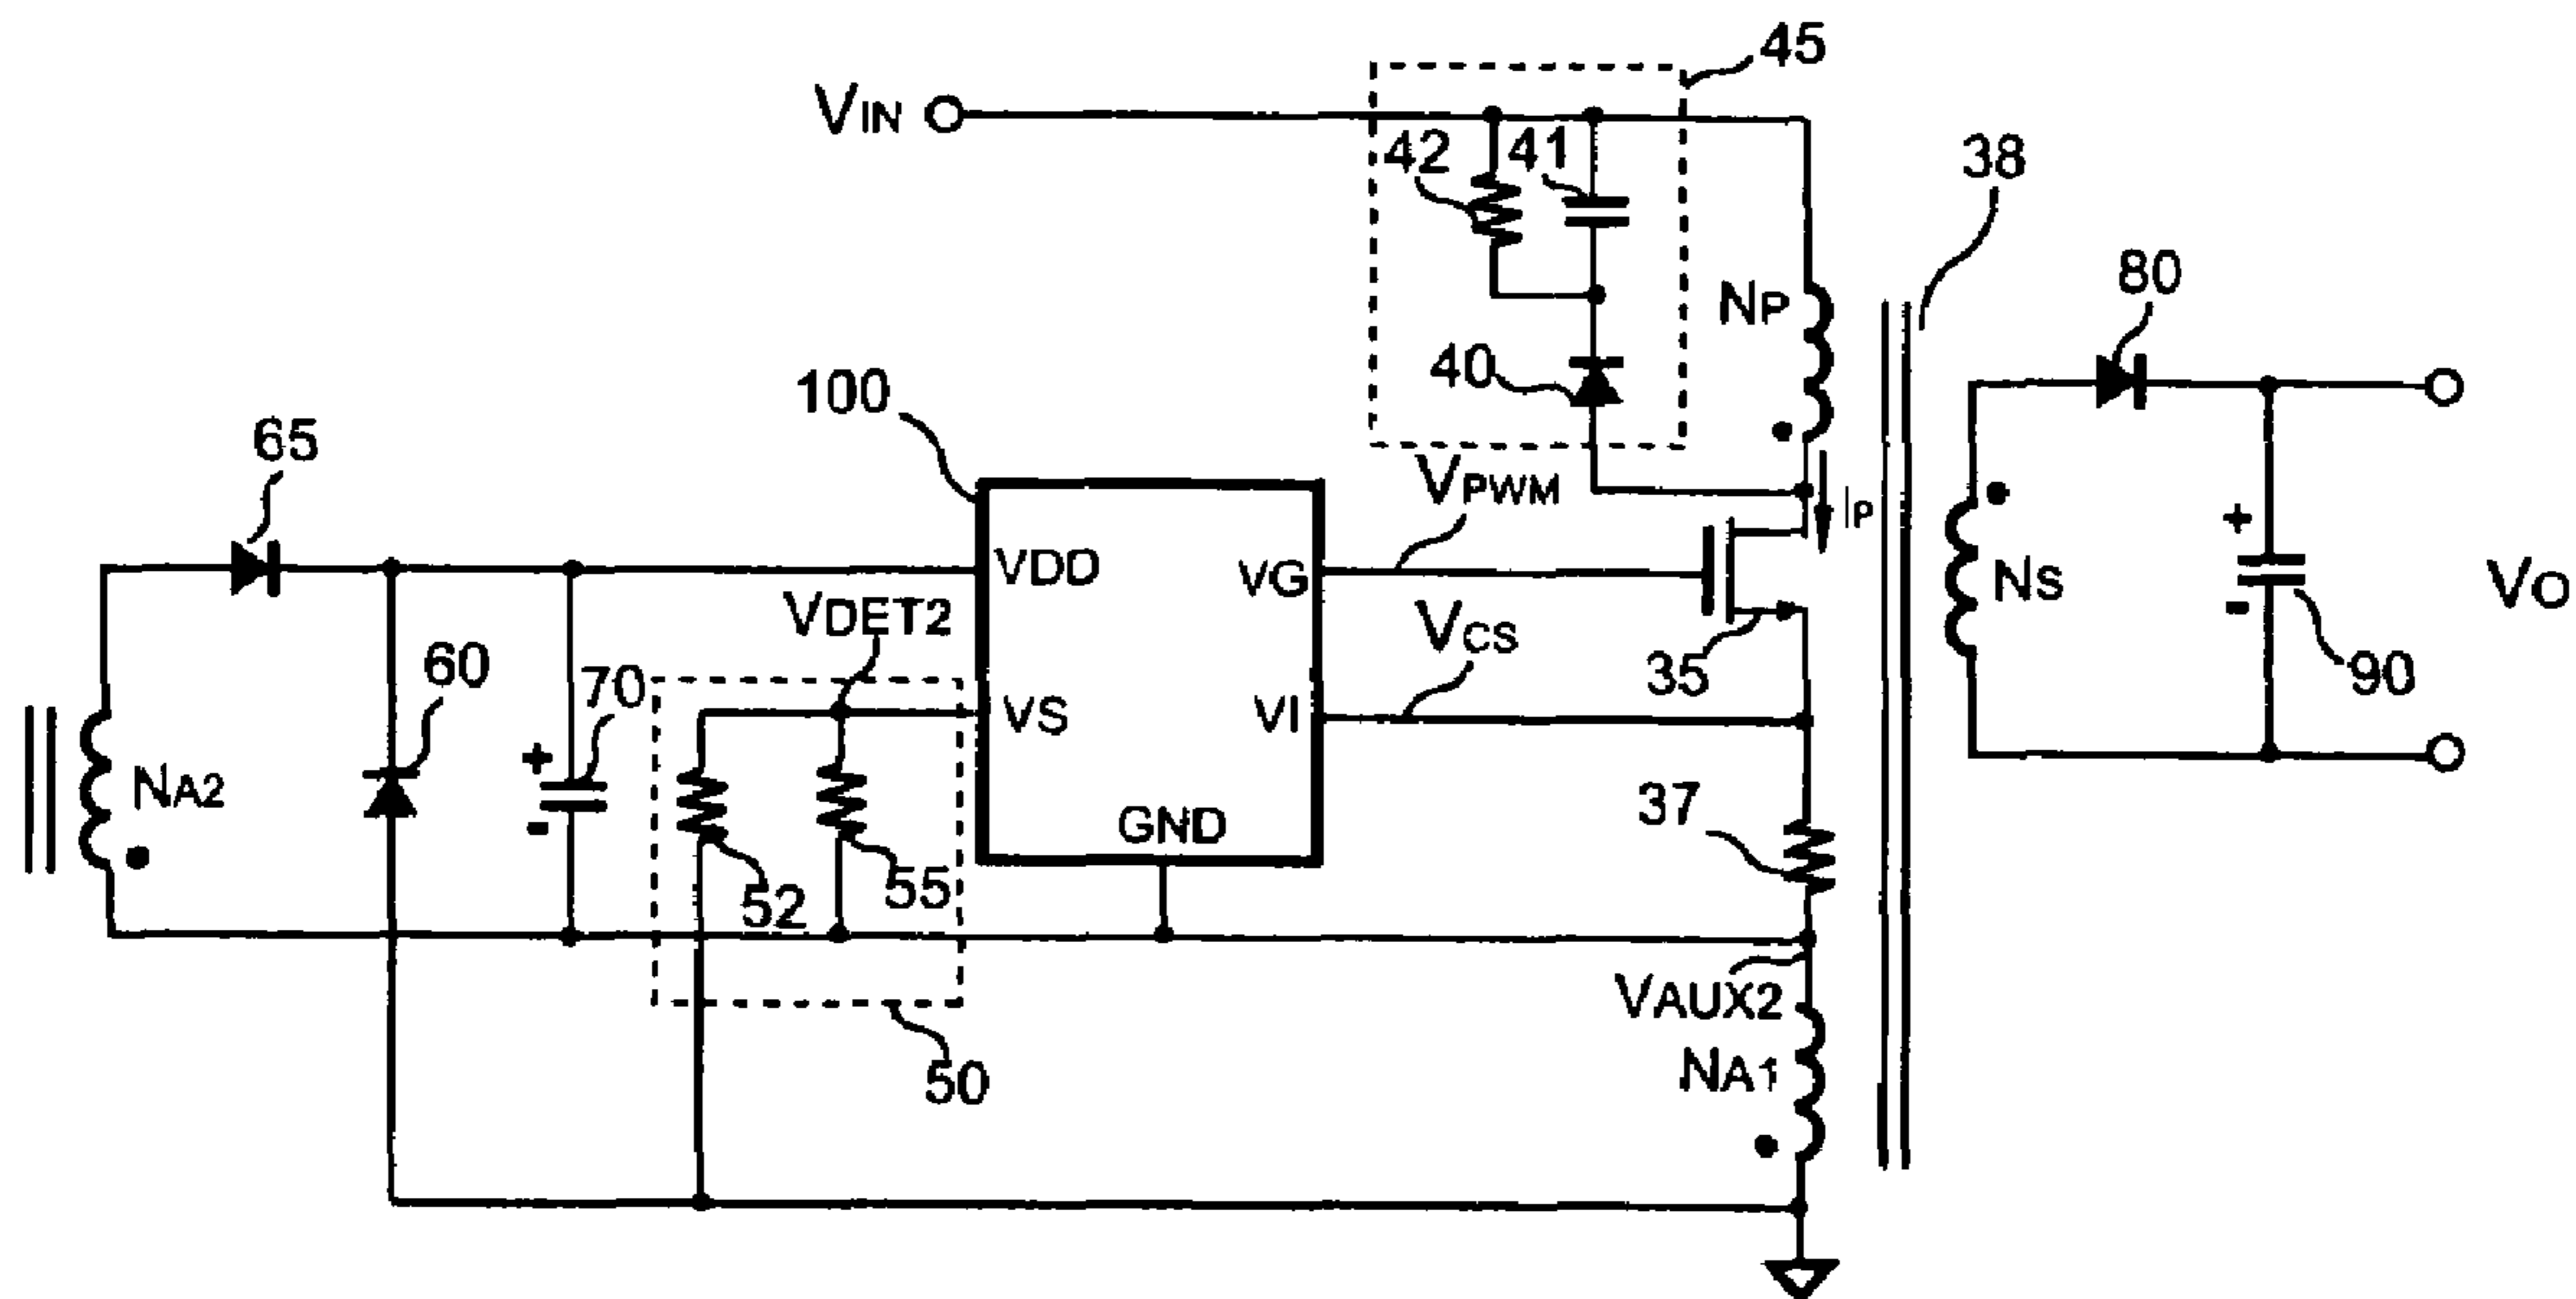 45
VIN
42
41
38
NP
80
40
100
65
VPWM
IP
VDD
VG
VDET2
NS
VO
60
VCS
70
35
90
VS
VI
NA2
37
GND
52
55
VAUX2
50
NA1
+
-
+
-